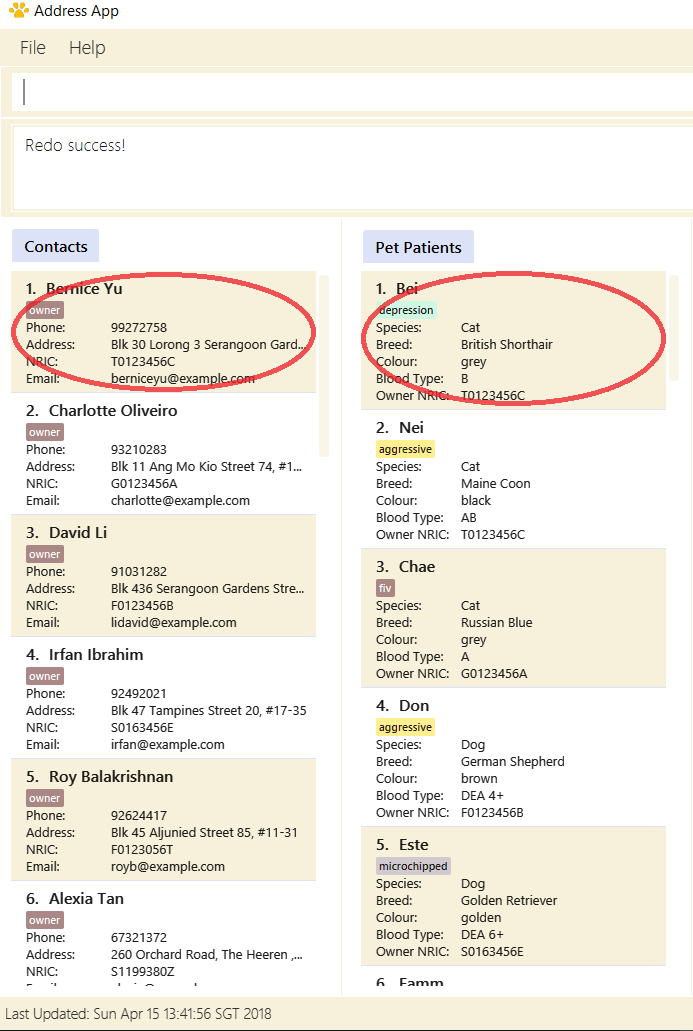 Address App
File Help
Redo success!
Contacts
1. Bernice Yu
owner
Phone: 99272758
Address: Blk 30 Lorong 3 Serangoon Gard...
NRIC: T0123456C
Email: berniceyu@example.com
2. Charlotte Oliveiro
owner
Phone: 93210283
Address: Blk 11 Ang Mo Kio Street 74, #1...
NRIC: G0123456A
Email: charlotte@example.com
3. David Li
owner
Phone: 91031282
Address: Blk 436 Serangoon Gardens Stre...
NRIC: F0123456B
Email: lidavid@example.com
4. Irfan Ibrahim
owner
Phone: 92492021
Address: Blk 47 Tampines Street 20, #17-35
NRIC: S0163456E
Email: irfan@example.com
5. Roy Balakrishnan
owner
Phone: 92624417
Address: Blk 45 Aljunied Street 85, #11-31
NRIC: F0123056T
Email: royb@example.com
6. Alexia Tan
owner
Phone: 67321372
Address: 260 Orchard Road, The Heeren ,...
NRIC: S1199380Z
Pet Patients
1. Bei
depression
Species: Cat
Breed: British Shorthair
Colour: grey
Blood Type: B
Owner NRIC: T0123456C
2. Nei
aggressive
Species: Cat
Breed: Maine Coon
Colour: black
Blood Type: AB
Owner NRIC: T0123456C
3. Chae
fiv
Species: Cat
Breed: Russian Blue
Colour: grey
Blood Type: A
Owner NRIC: G0123456A
4. Don
aggressive
Species: Dog
Breed: German Shepherd
Colour: brown
Blood Type: DEA 4+
Owner NRIC: F0123456B
5. Este
microchipped
Species: Dog
Breed: Golden Retriever
Colour: golden
Blood Type: DEA 6+
Owner NRIC: S0163456E
6. Famm
Last Updated: Sun Apr 15 13:41:56 SGT 2018